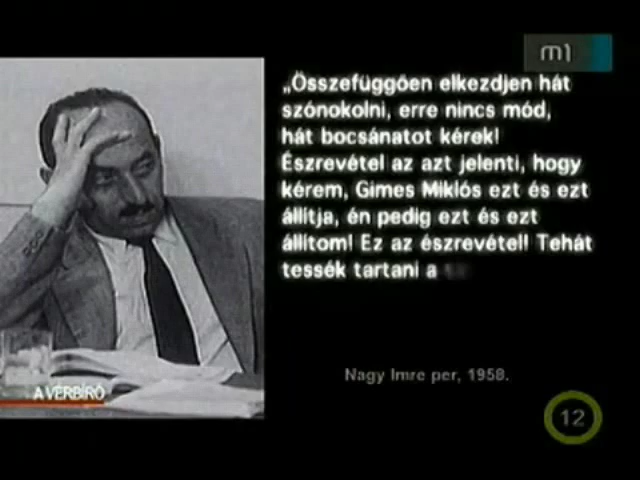 m1
„Összefüggően elkezdjen hát
szónokolni, erre nincs mód,
hát bocsánatot kérek!
Észrevétel az azt jelenti, hogy
kérem, Gimes Miklós ezt és ezt
állítja, én pedig ezt és ezt
állítom! Ez az észrevétel! Tehát
tessék tartani a
Nagy Imre per, 1958.
A VÉRBÍRÓ
12